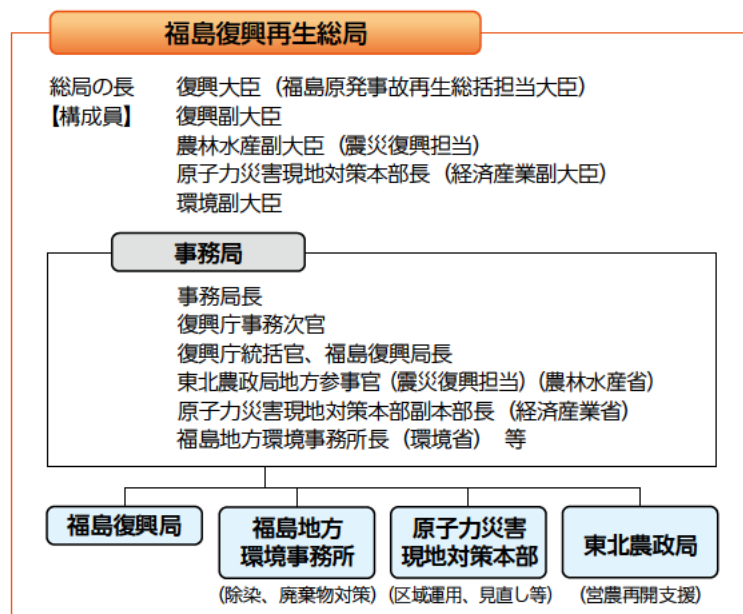 福島復興再生総局
総局の長 復興大臣（福島原発事故再生総括担当大臣）
【構成員】 復興副大臣
農林水産副大臣（震災復興担当）
原子力災害現地対策本部長（経済産業副大臣）
環境副大臣
事務局
事務局長
復興庁事務次官
復興庁統括官、福島復興局長
東北農政局地方参事官（震災復興担当）（農林水産省）
原子力災害現地対策本部副本部長（経済産業省）
福島地方環境事務所長（環境省） 等
福島復興局
福島地方
環境事務所
（除染、廃棄物対策）
原子力災害
現地対策本部
（区域運用、見直し等）
東北農政局
（営農再開支援）